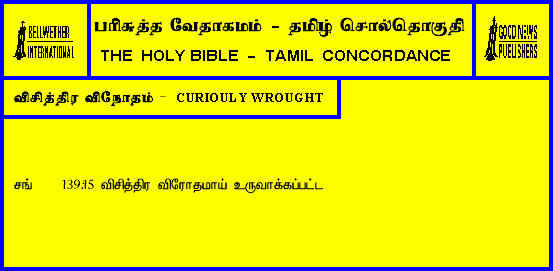 BELLWETHER
INTERNATIONAL
பரிசுத்த வேதாகமம் - தமிழ் சொல்தொகுதி
THE HOLY BIBLE - TAMIL CONCORDANCE
GOOD NEWS
PUBLISHERS
விசித்திர விநோதம் - CURIOULY WROUGHT
சங் 139:15 விசித்திர விரோதமாய் உருவாக்கப்பட்ட